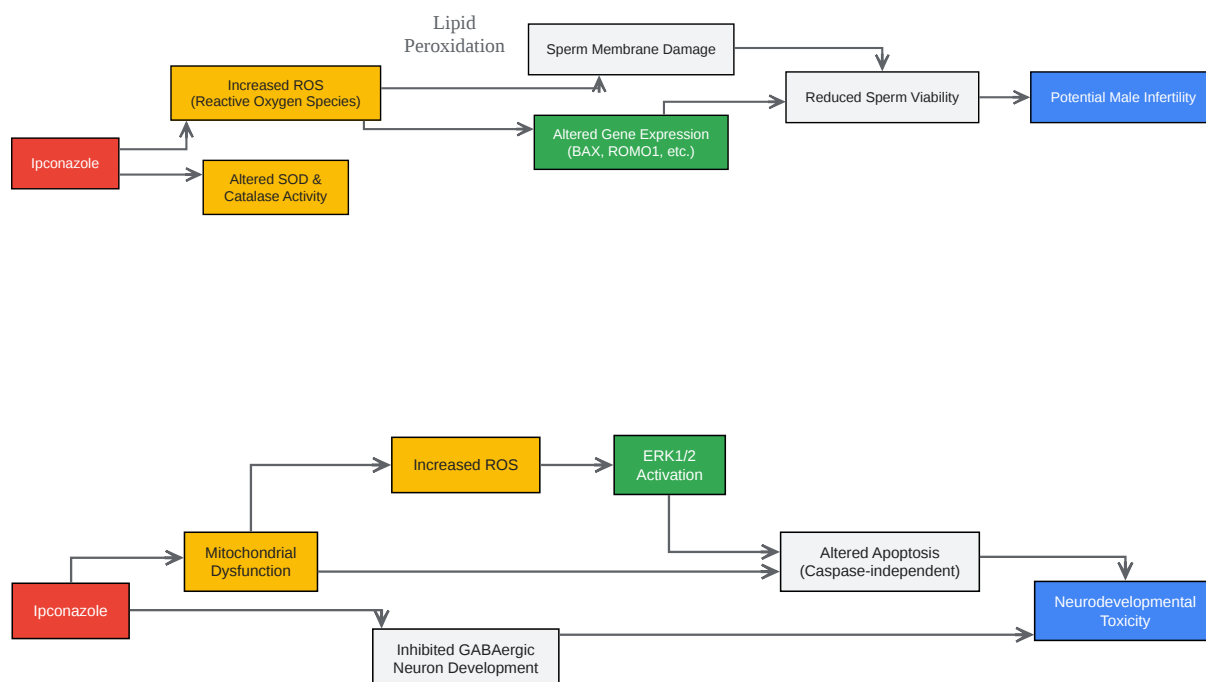 Lipid
Peroxidation
Sperm Membrane Damage
Increased ROS
(Reactive Oxygen Species)
Reduced Sperm Viability
Potential Male Infertility
Altered Gene Expression
(BAX, ROMO1, etc.)
Ipconazole
Altered SOD &
Catalase Activity
Increased ROS
ERK1/2
Activation
Mitochondrial
Dysfunction
Altered Apoptosis
(Caspase-independent)
Ipconazole
Neurodevelopmental
Toxicity
Inhibited GABAergic
Neuron Development